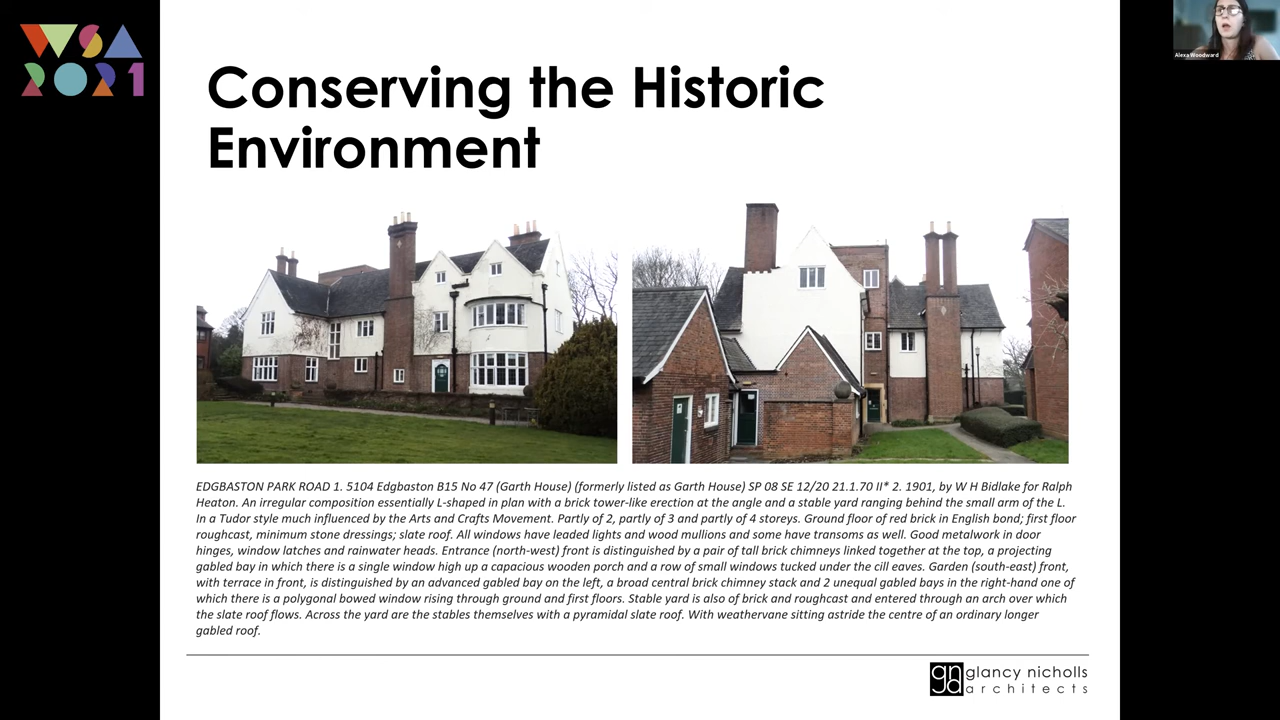 WSA
2021
Alexa Woodward
Conserving the Historic
Environment
EDGBASTON PARK ROAD 1. 5104 Edgbaston B15 No 47 (Garth House) (formerly listed as Garth House) SP 08 SE 12/20 21.1.70 II* 2. 1901, by W H Bidlake for Ralph
Heaton. An irregular composition essentially L-shaped in plan with a brick tower-like erection at the angle and a stable yard ranging behind the small arm of the L.
In a Tudor style much influenced by the Arts and Crafts Movement. Partly of 2, partly of 3 and partly of 4 storeys. Ground floor of red brick in English bond; first floor
roughcast, minimum stone dressings; slate roof. All windows have leaded lights and wood mullions and some have transoms as well. Good metalwork in door
hinges, window latches and rainwater heads. Entrance (north-west) front is distinguished by a pair of tall brick chimneys linked together at the top, a projecting
gabled bay in which there is a single window high up a capacious wooden porch and a row of small windows tucked under the cill eaves. Garden (south-east) front,
with terrace in front, is distinguished by an advanced gabled bay on the left, a broad central brick chimney stack and 2 unequal gabled bays in the right-hand one of
which there is a polygonal bowed window rising through ground and first floors. Stable yard is also of brick and roughcast and entered through an arch over which
the slate roof flows. Across the yard are the stables themselves with a pyramidal slate roof. With weathervane sitting astride the centre of an ordinary longer
gabled roof.
gna
glancy nicholls
architects